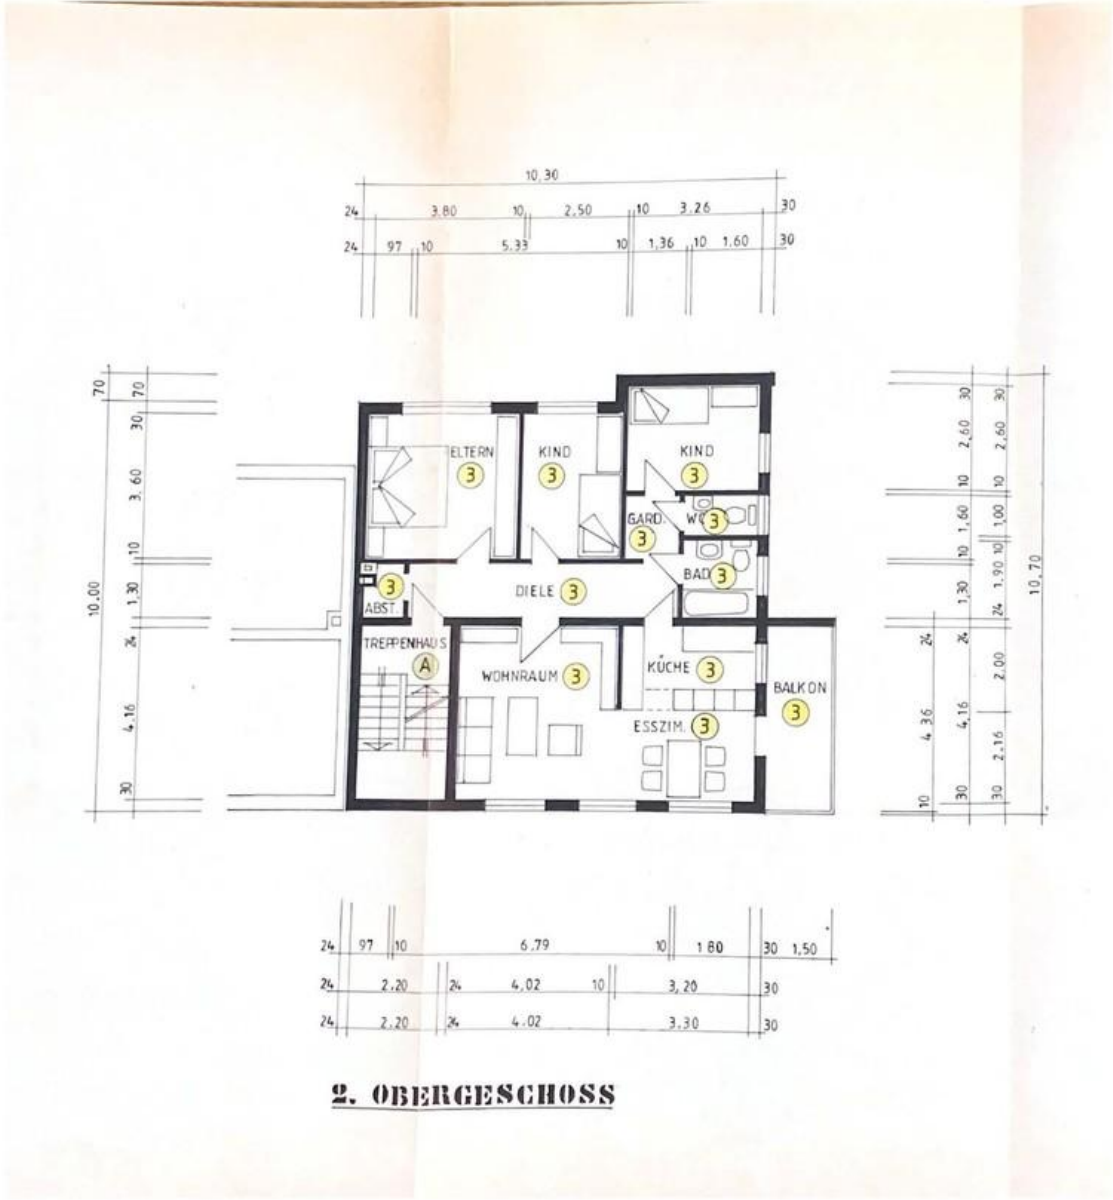 10,30
24 3.80 10 2,50 10 3.26 30
24 97 10 5.33 10 1,36 10 1.60 30
70 70
30
3.60
10
1.30
24
4.16
30
10.00
ELTERN 3
KIND 3
KIND 3
GARD. 3
WC 3
BAD 3
3
ABST.
DIELE 3
TREPPENHAUS
A
WOHNRAUM 3
KÜCHE 3
ESSZIM. 3
BALKON
3
30 30
2,60 2,60
10 10
1,60 1,00
10 10
1,30 1.90
24 24 24
4.36 4,16 2.00
2.16
10 30 30
10,70
24 97 10 6.79 10 1 80 30 1,50
24 2.20 24 4,02 10 3,20 30
24 2.20 24 4.02 3.30 30
2. OBERGESCHOSS